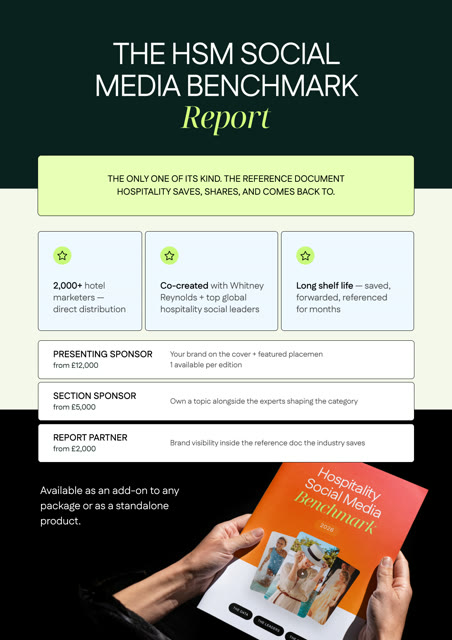 THE HSM SOCIAL
MEDIA BENCHMARK
Report
THE ONLY ONE OF ITS KIND. THE REFERENCE DOCUMENT
HOSPITALITY SAVES, SHARES, AND COMES BACK TO.
2,000+ hotel
marketers —
direct distribution
Co-created with Whitney
Reynolds + top global
hospitality social leaders
Long shelf life — saved,
forwarded, referenced
for months
PRESENTING SPONSOR
from £12,000
Your brand on the cover + featured placemen
1 available per edition
SECTION SPONSOR
from £5,000
Own a topic alongside the experts shaping the category
REPORT PARTNER
from £2,000
Brand visibility inside the reference doc the industry saves
Available as an add-on to any
package or as a standalone
product.
Hospitality
Social Media
Benchmark
2026
THE DATA
THE LEADERS